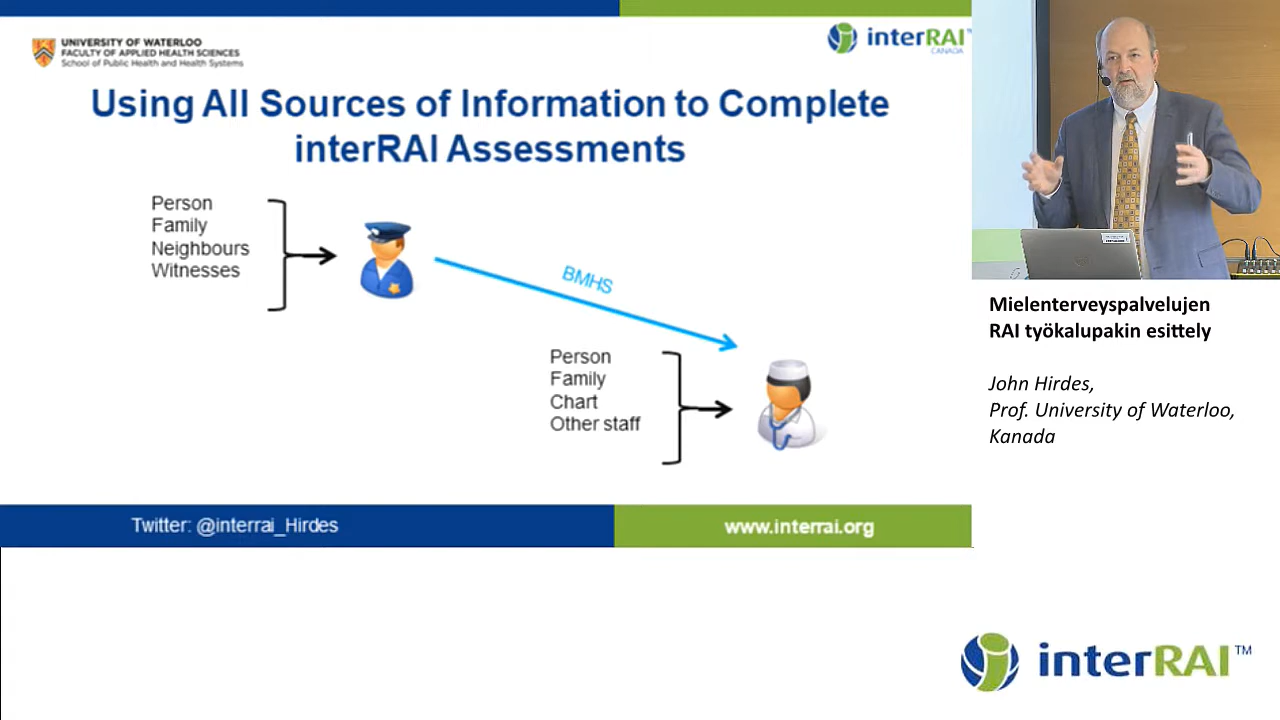 UNIVERSITY OF WATERLOO
FACULTY OF APPLIED HEALTH SCIENCES
School of Public Health and Health Systems
interRAI
CANADA
Using All Sources of Information to Complete
interRAI Assessments
Person
Family
Neighbours
Witnesses
BMHS
Person
Family
Chart
Other staff
Twitter: @interrai_Hirdes
www.interrai.org
Mielenterveyspalvelujen
RAI työkalupakin esittely
John Hirdes,
Prof. University of Waterloo,
Kanada
interRAI™